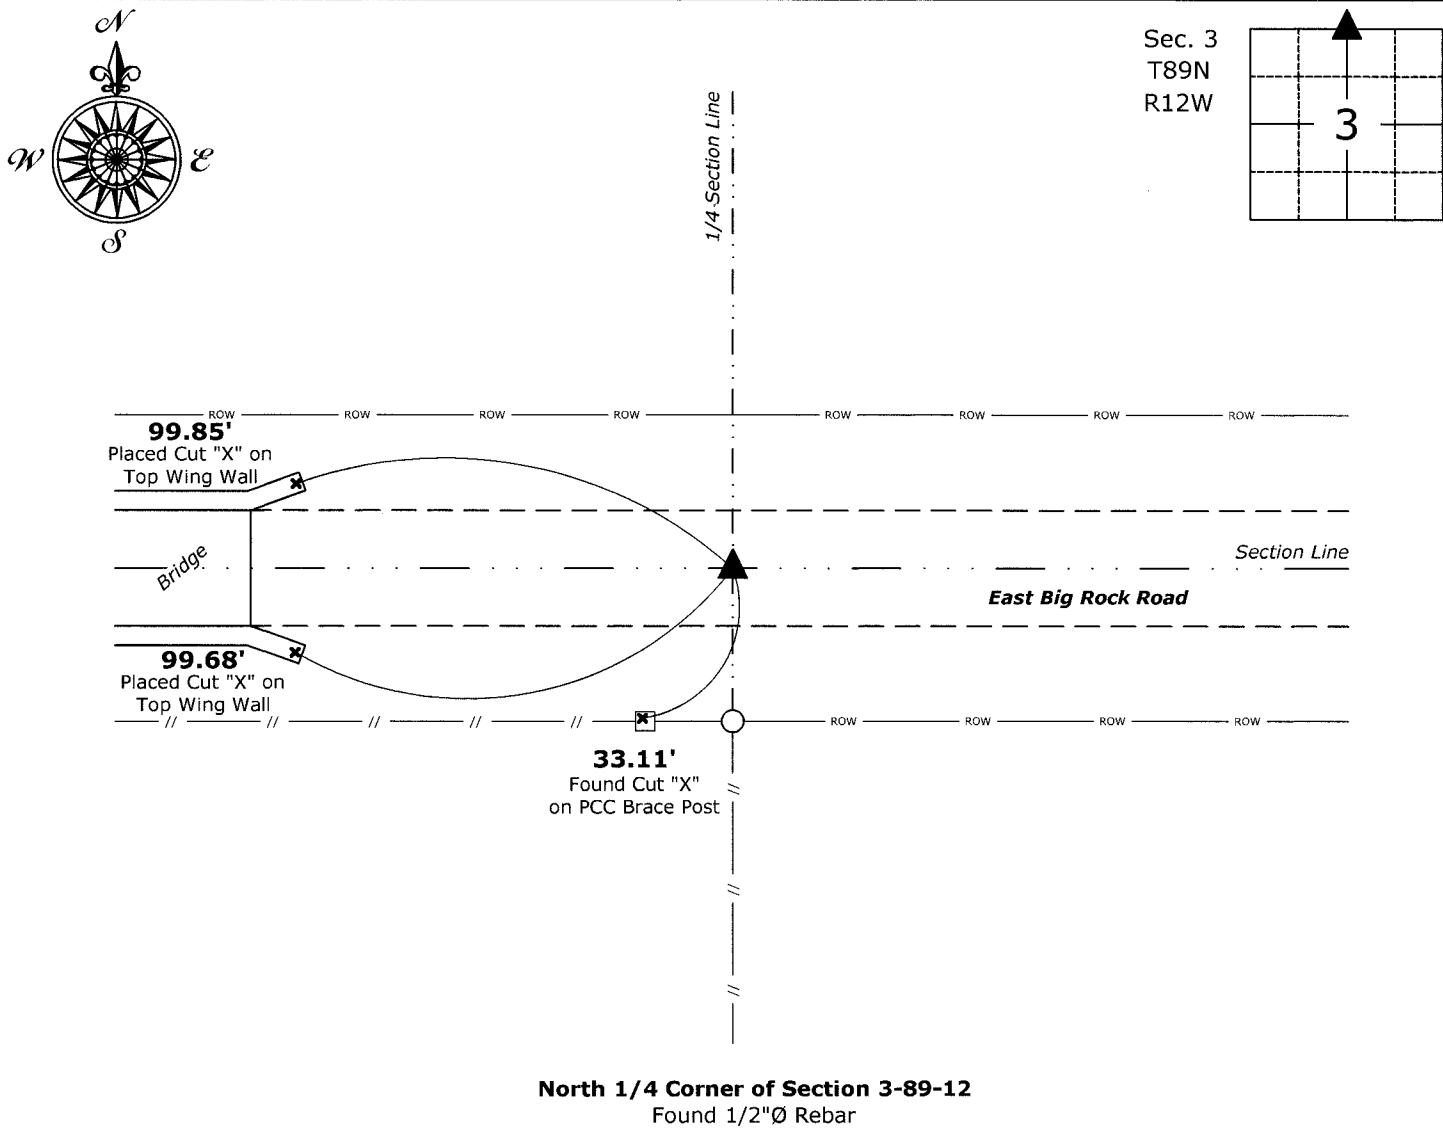 N
W E
S
Sec. 3
T89N
R12W
3
1/4 Section Line
ROW ROW ROW ROW ROW ROW ROW ROW
99.85'
Placed Cut "X" on
Top Wing Wall
Bridge
Section Line
East Big Rock Road
99.68'
Placed Cut "X" on
Top Wing Wall
ROW ROW ROW ROW
33.11'
Found Cut "X"
on PCC Brace Post
North 1/4 Corner of Section 3-89-12
Found 1/2"Ø Rebar